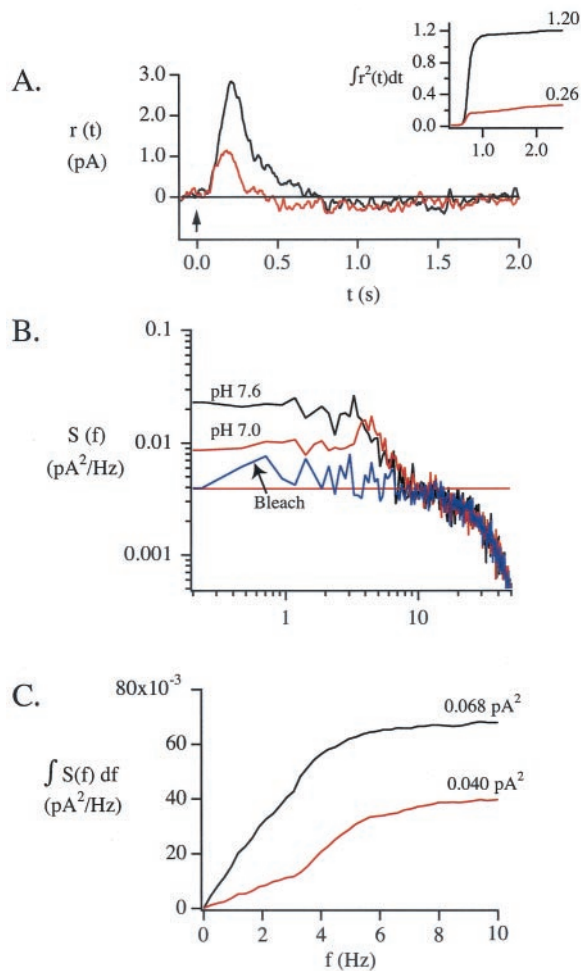 A.
r (t)
(pA)
3.0
2.0
1.0
0
0.0
0.5
1.0
1.5
2.0
t (s)
∫r²(t)dt
1.2
0.8
0.4
0.0
1.0
2.0
1.20
0.26
B.
S (f)
(pA²/Hz)
0.1
0.01
0.001
pH 7.6
pH 7.0
Bleach
1
10
C.
∫ S(f) df
(pA²/Hz)
80x10⁻³
60
40
20
0
0.068 pA²
0.040 pA²
0
2
4
6
8
10
f (Hz)